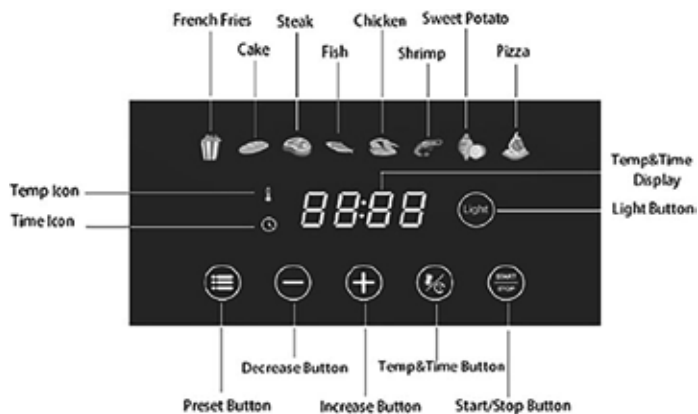 French Fries
Steak
Chicken
Sweet Potato
Cake
Fish
Shrimp
Pizza
Temp&Time
Display
Temp Icon
Time Icon
88:88
Light
Light Button
START
STOP
Decrease Button
Temp&Time Button
Preset Button
Increase Button
Start/Stop Button